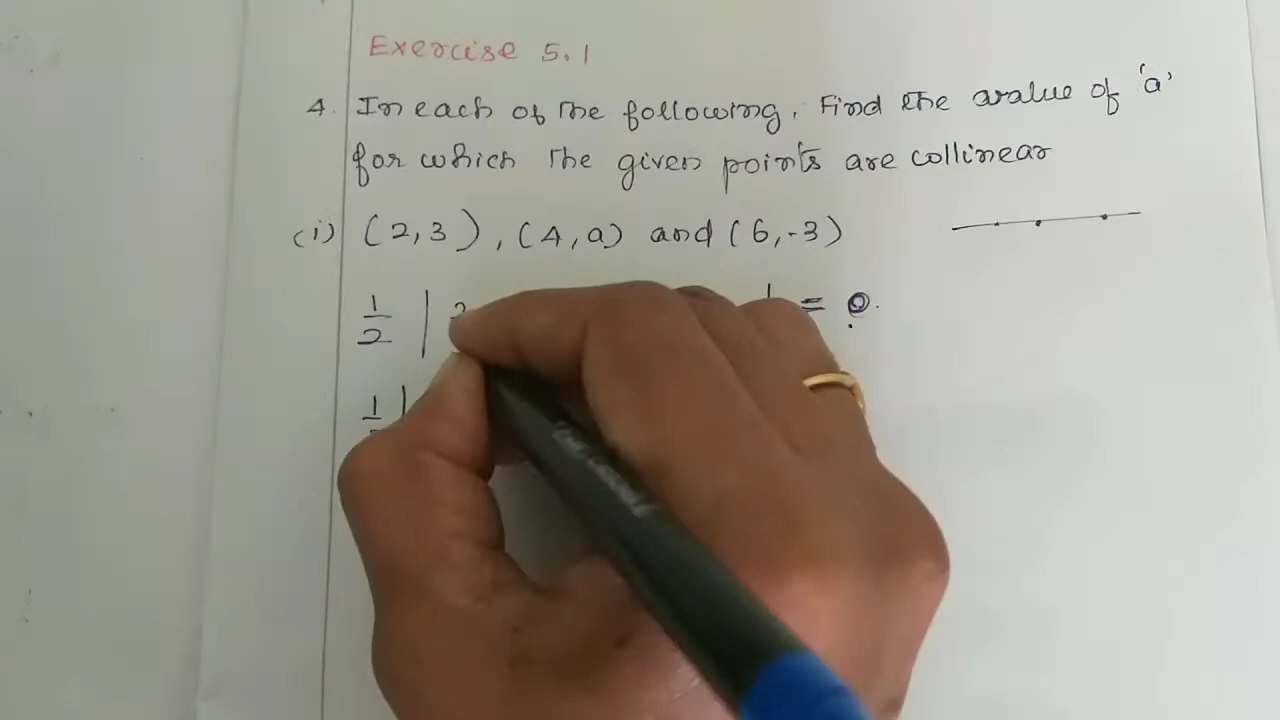 Exercise 5.1
4. In each of the following, Find the value of 'a'
for which the given points are collinear
(i) (2,3), (4,a) and (6,-3)
1/2 | = 0.
1